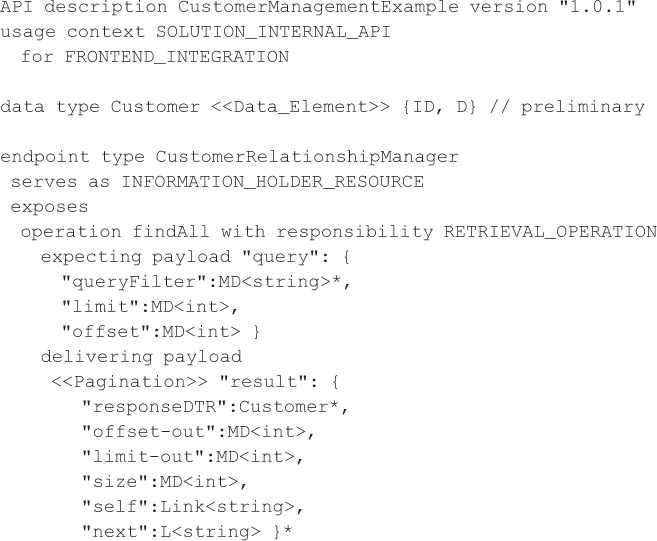 API description CustomerManagementExample version "1.0.1"
usage context SOLUTION_INTERNAL_API
for FRONTEND_INTEGRATION
data type Customer <<Data_Element>> {ID, D} // preliminary
endpoint type CustomerRelationshipManager
serves as INFORMATION_HOLDER_RESOURCE
exposes
operation findAll with responsibility RETRIEVAL_OPERATION
expecting payload "query": {
"queryFilter":MD<string>*,
"limit":MD<int>,
"offset":MD<int> }
delivering payload
<<Pagination>> "result": {
"responseDTR":Customer*,
"offset-out":MD<int>,
"limit-out":MD<int>,
"size":MD<int>,
"self":Link<string>,
"next":L<string> }*